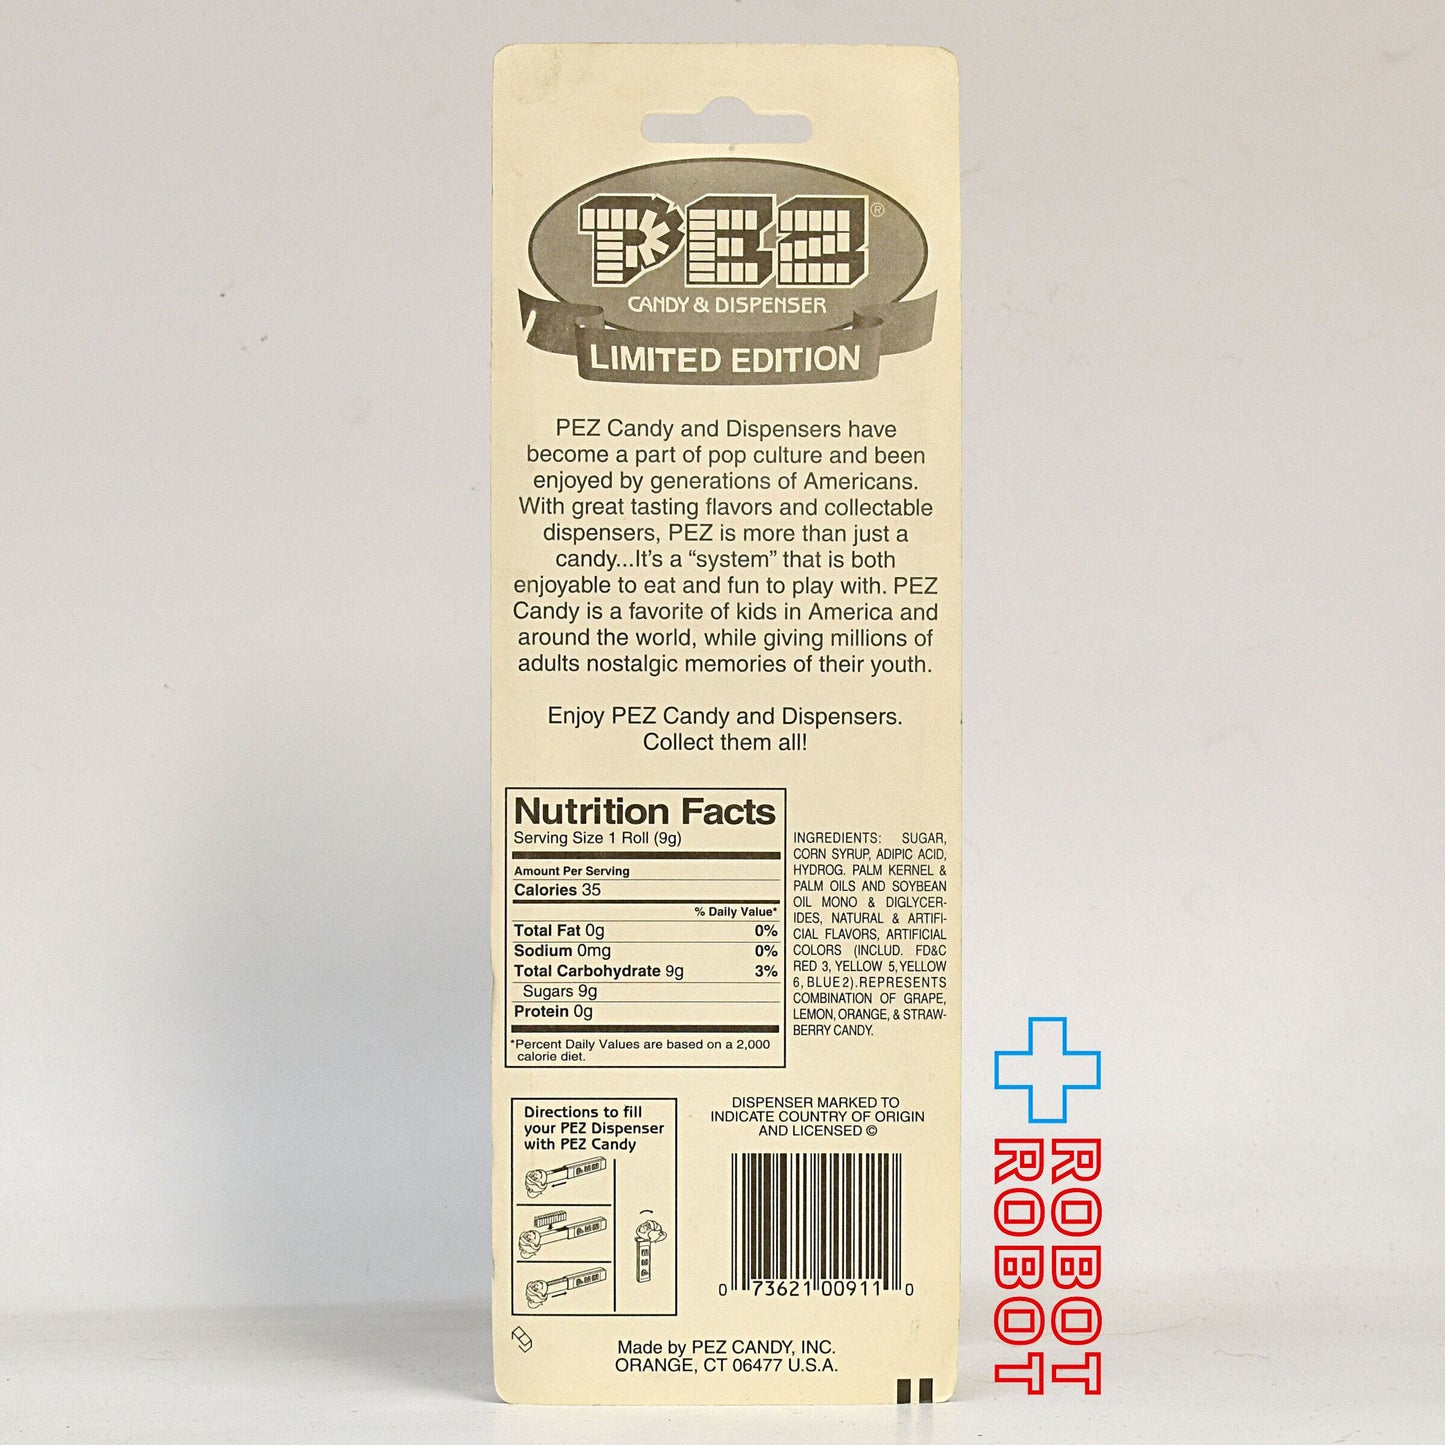 PEZ®
CANDY & DISPENSER
LIMITED EDITION
PEZ Candy and Dispensers have
become a part of pop culture and been
enjoyed by generations of Americans.
With great tasting flavors and collectable
dispensers, PEZ is more than just a
candy...It's a “system” that is both
enjoyable to eat and fun to play with. PEZ
Candy is a favorite of kids in America and
around the world, while giving millions of
adults nostalgic memories of their youth.
Enjoy PEZ Candy and Dispensers.
Collect them all!
Nutrition Facts
Serving Size 1 Roll (9g)
Amount Per Serving
Calories 35
% Daily Value*
Total Fat 0g 0%
Sodium 0mg 0%
Total Carbohydrate 9g 3%
Sugars 9g
Protein 0g
*Percent Daily Values are based on a 2,000
calorie diet.
INGREDIENTS: SUGAR,
CORN SYRUP, ADIPIC ACID,
HYDROG. PALM KERNEL &
PALM OILS AND SOYBEAN
OIL MONO & DIGLYCER-
IDES, NATURAL & ARTIFI-
CIAL FLAVORS, ARTIFICIAL
COLORS (INCLUD. FD&C
RED 3, YELLOW 5, YELLOW
6, BLUE 2). REPRESENTS
COMBINATION OF GRAPE,
LEMON, ORANGE, & STRAW-
BERRY CANDY.
Directions to fill
your PEZ Dispenser
with PEZ Candy
PEZ
PEZ
PEZ
PEZ
DISPENSER MARKED TO
INDICATE COUNTRY OF ORIGIN
AND LICENSED ©
0 73621 00911 0
Made by PEZ CANDY, INC.
ORANGE, CT 06477 U.S.A.
ROBOT
ROBOT